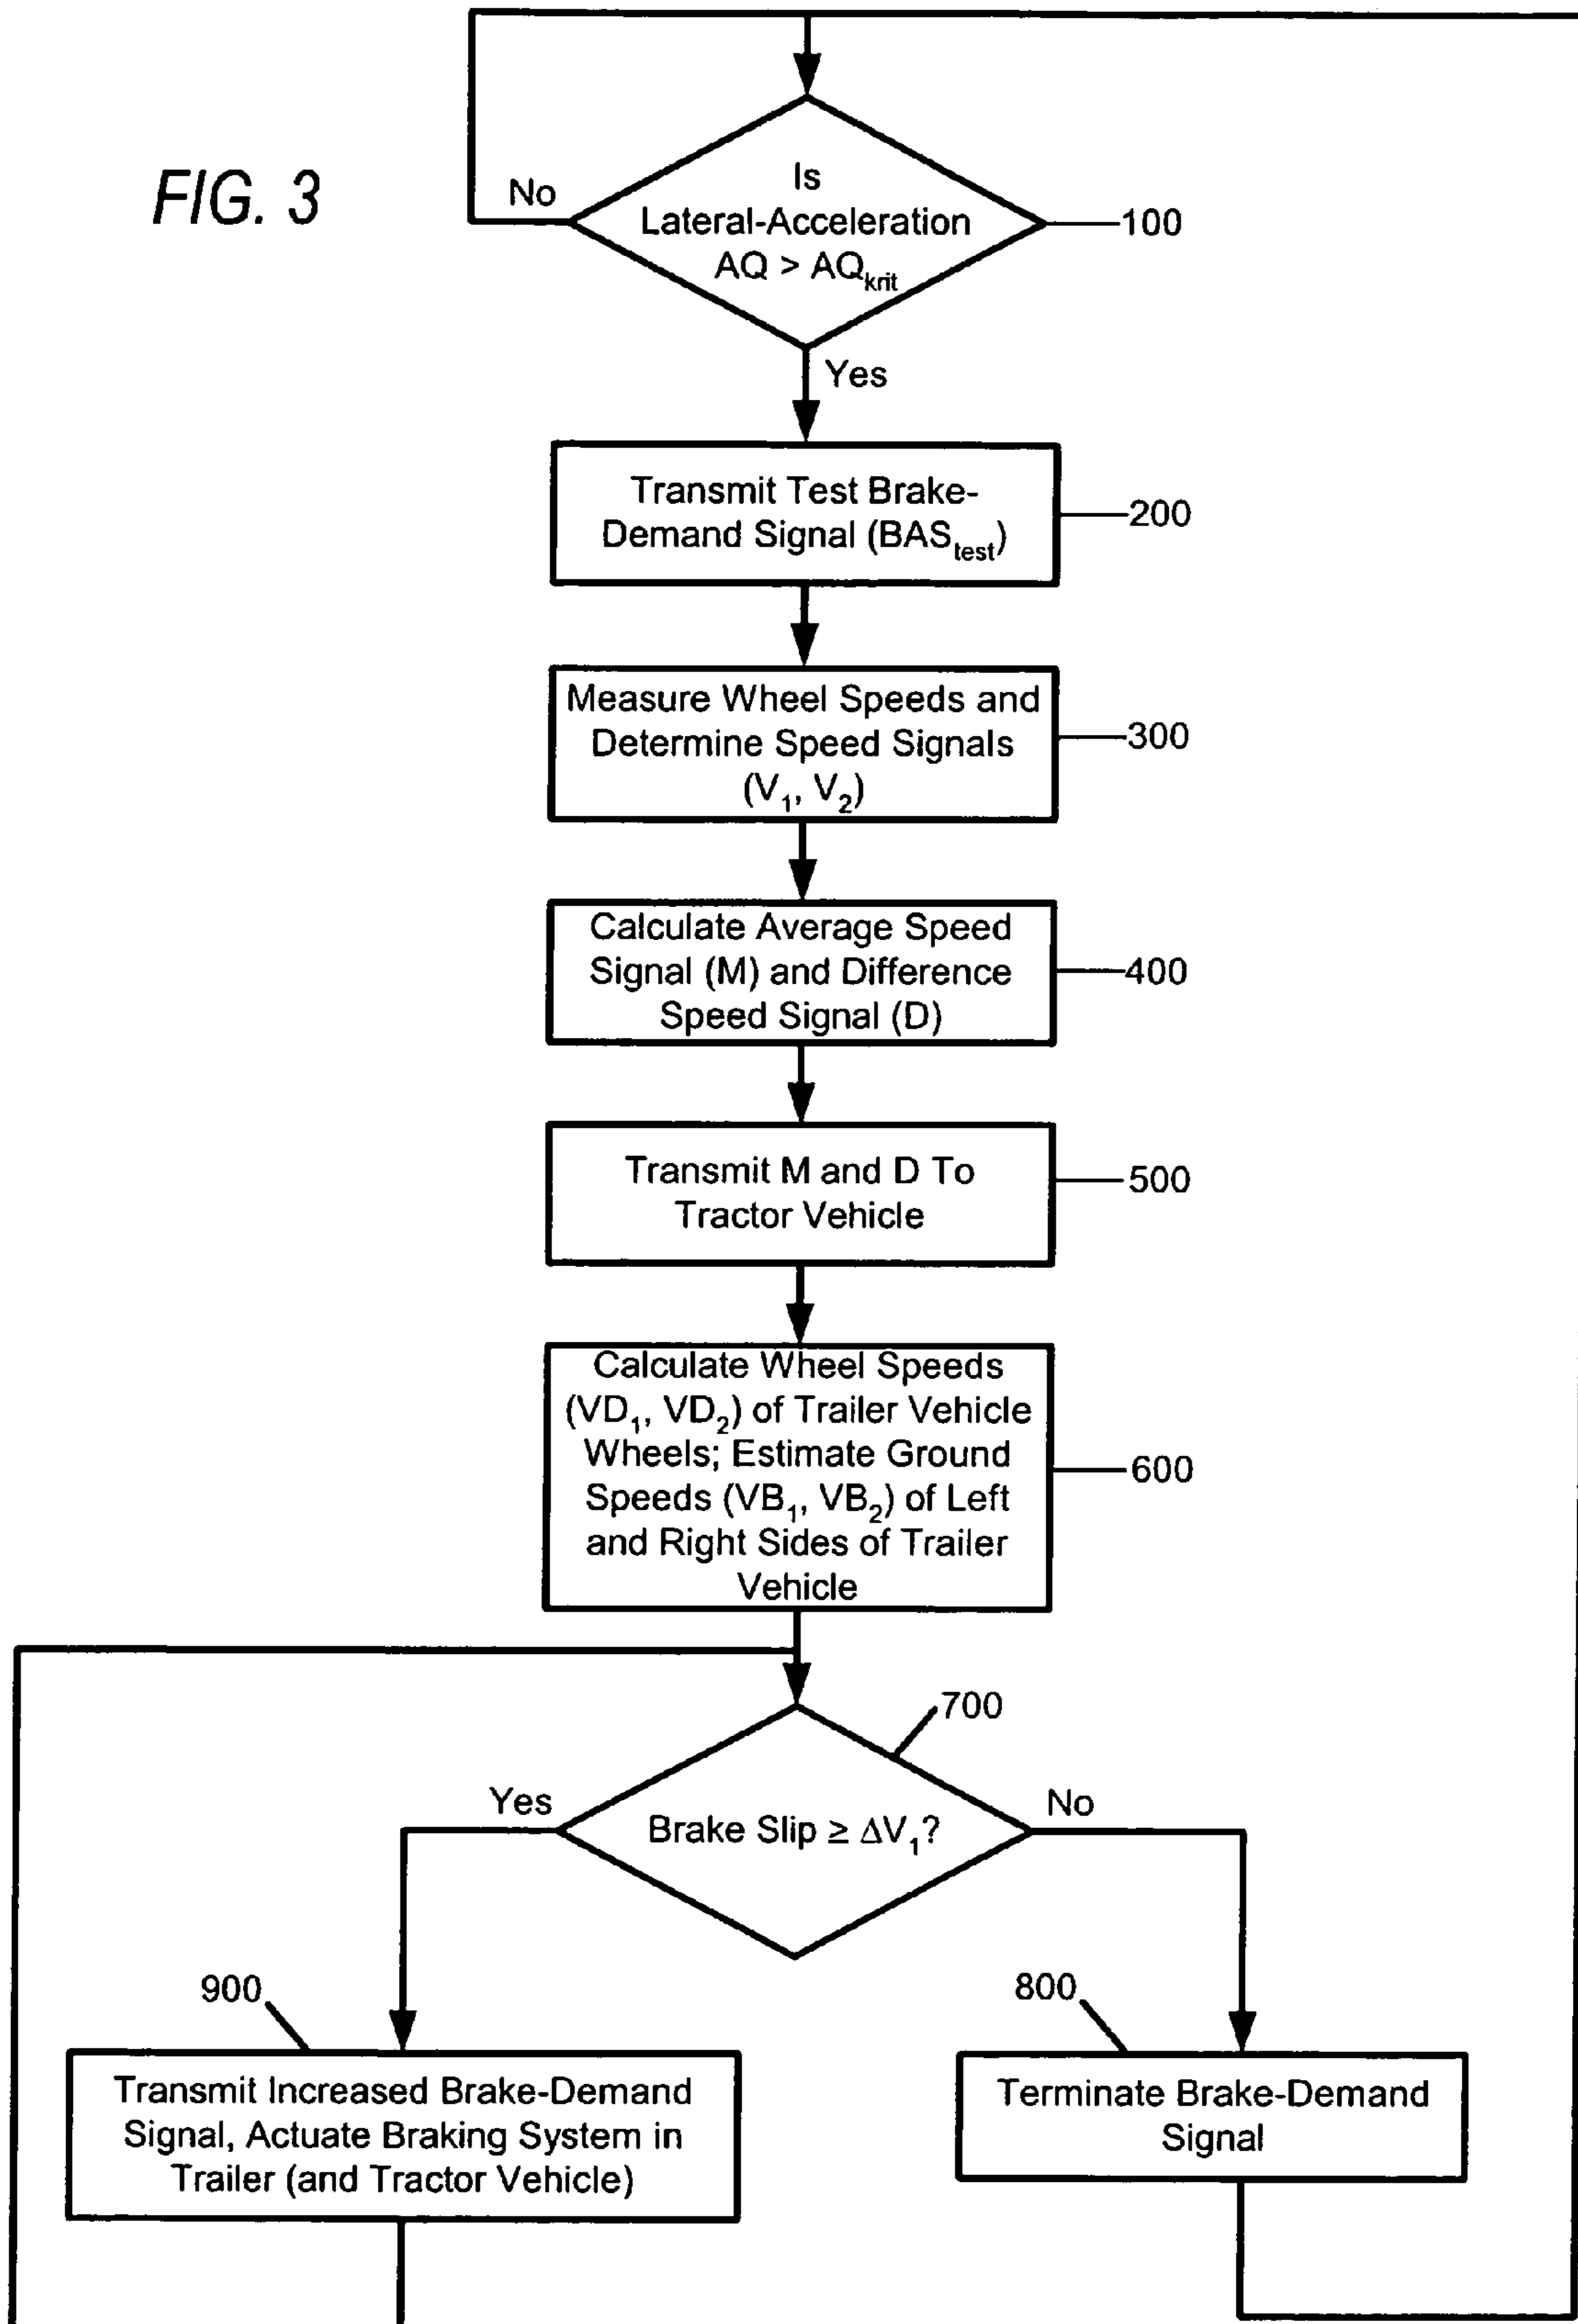 FIG. 3
Is
Lateral-Acceleration
AQ > AQkrit
No
100
Yes
Transmit Test Brake-
Demand Signal (BAStest)
200
Measure Wheel Speeds and
Determine Speed Signals
(V1, V2)
300
Calculate Average Speed
Signal (M) and Difference
Speed Signal (D)
400
Transmit M and D To
Tractor Vehicle
500
Calculate Wheel Speeds
(VD1, VD2) of Trailer Vehicle
Wheels; Estimate Ground
Speeds (VB1, VB2) of Left
and Right Sides of Trailer
Vehicle
600
700
Yes
Brake Slip ≥ ΔV1?
No
900
Transmit Increased Brake-Demand
Signal, Actuate Braking System in
Trailer (and Tractor Vehicle)
800
Terminate Brake-Demand
Signal